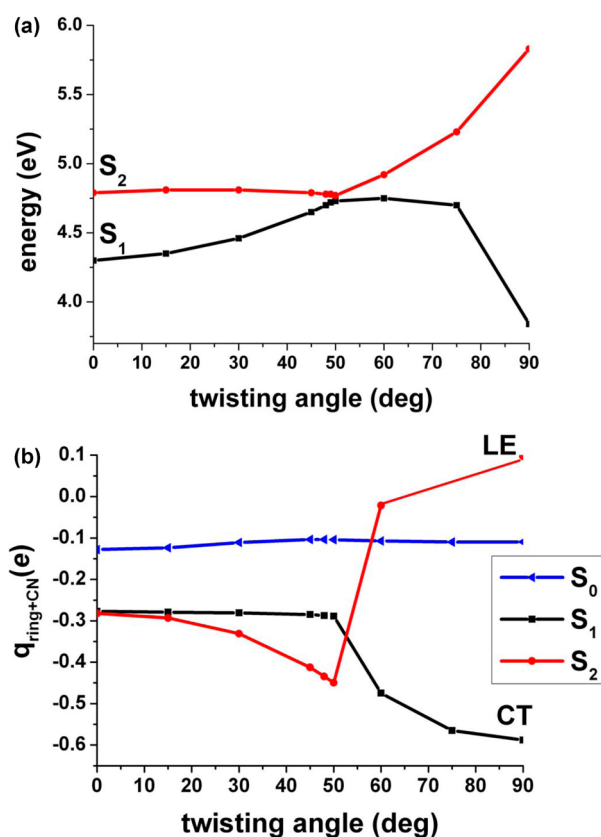 (a)
6.0
5.5
5.0
4.5
4.0
energy (eV)
S₂
S₁
0 10 20 30 40 50 60 70 80 90
twisting angle (deg)
(b)
0.1
0.0
-0.1
-0.2
-0.3
-0.4
-0.5
-0.6
q_ring+CN(e)
LE
CT
S₀
S₁
S₂
0 10 20 30 40 50 60 70 80 90
twisting angle (deg)